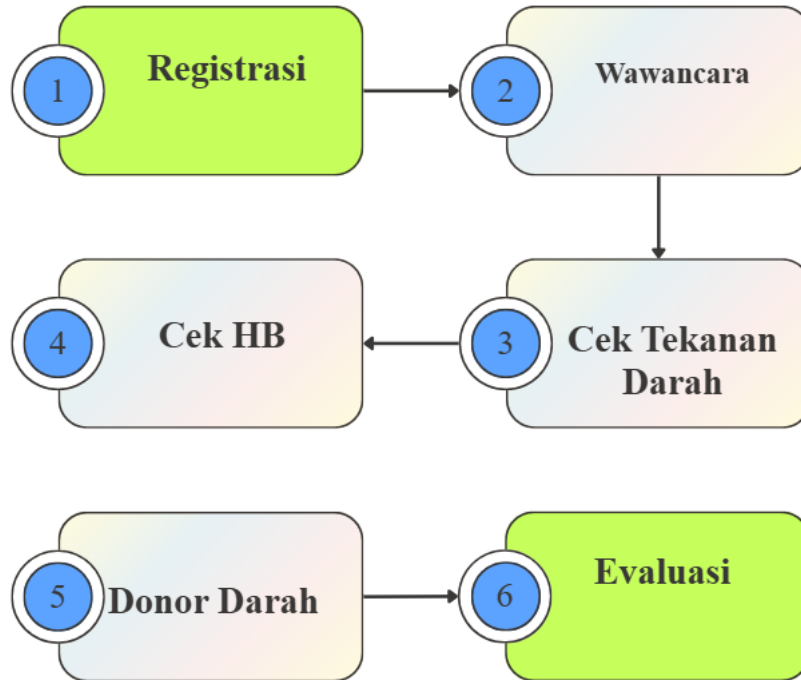 1
Registrasi
2
Wawancara
3
Cek Tekanan
Darah
4
Cek HB
5
Donor Darah
6
Evaluasi